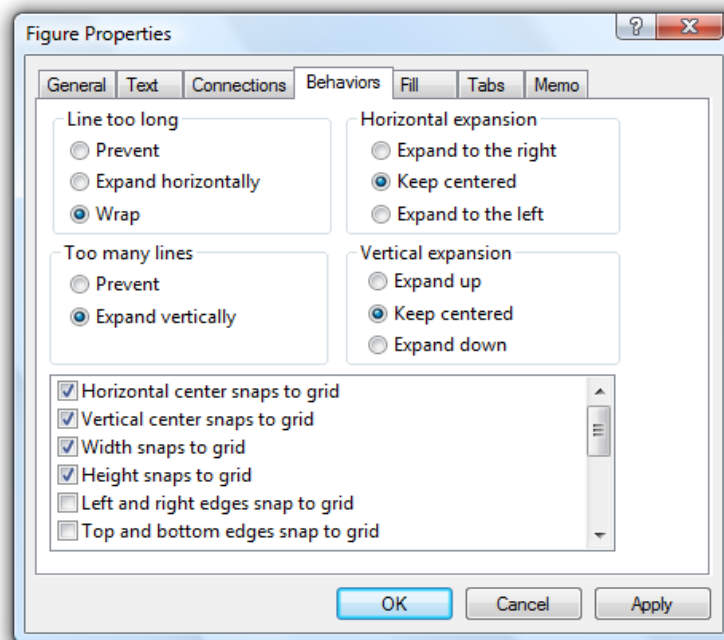 Figure Properties
?
X
General Text Connections Behaviors Fill Tabs Memo
Line too long
Prevent
Expand horizontally
Wrap
Horizontal expansion
Expand to the right
Keep centered
Expand to the left
Too many lines
Prevent
Expand vertically
Vertical expansion
Expand up
Keep centered
Expand down
Horizontal center snaps to grid
Vertical center snaps to grid
Width snaps to grid
Height snaps to grid
Left and right edges snap to grid
Top and bottom edges snap to grid
OK Cancel Apply